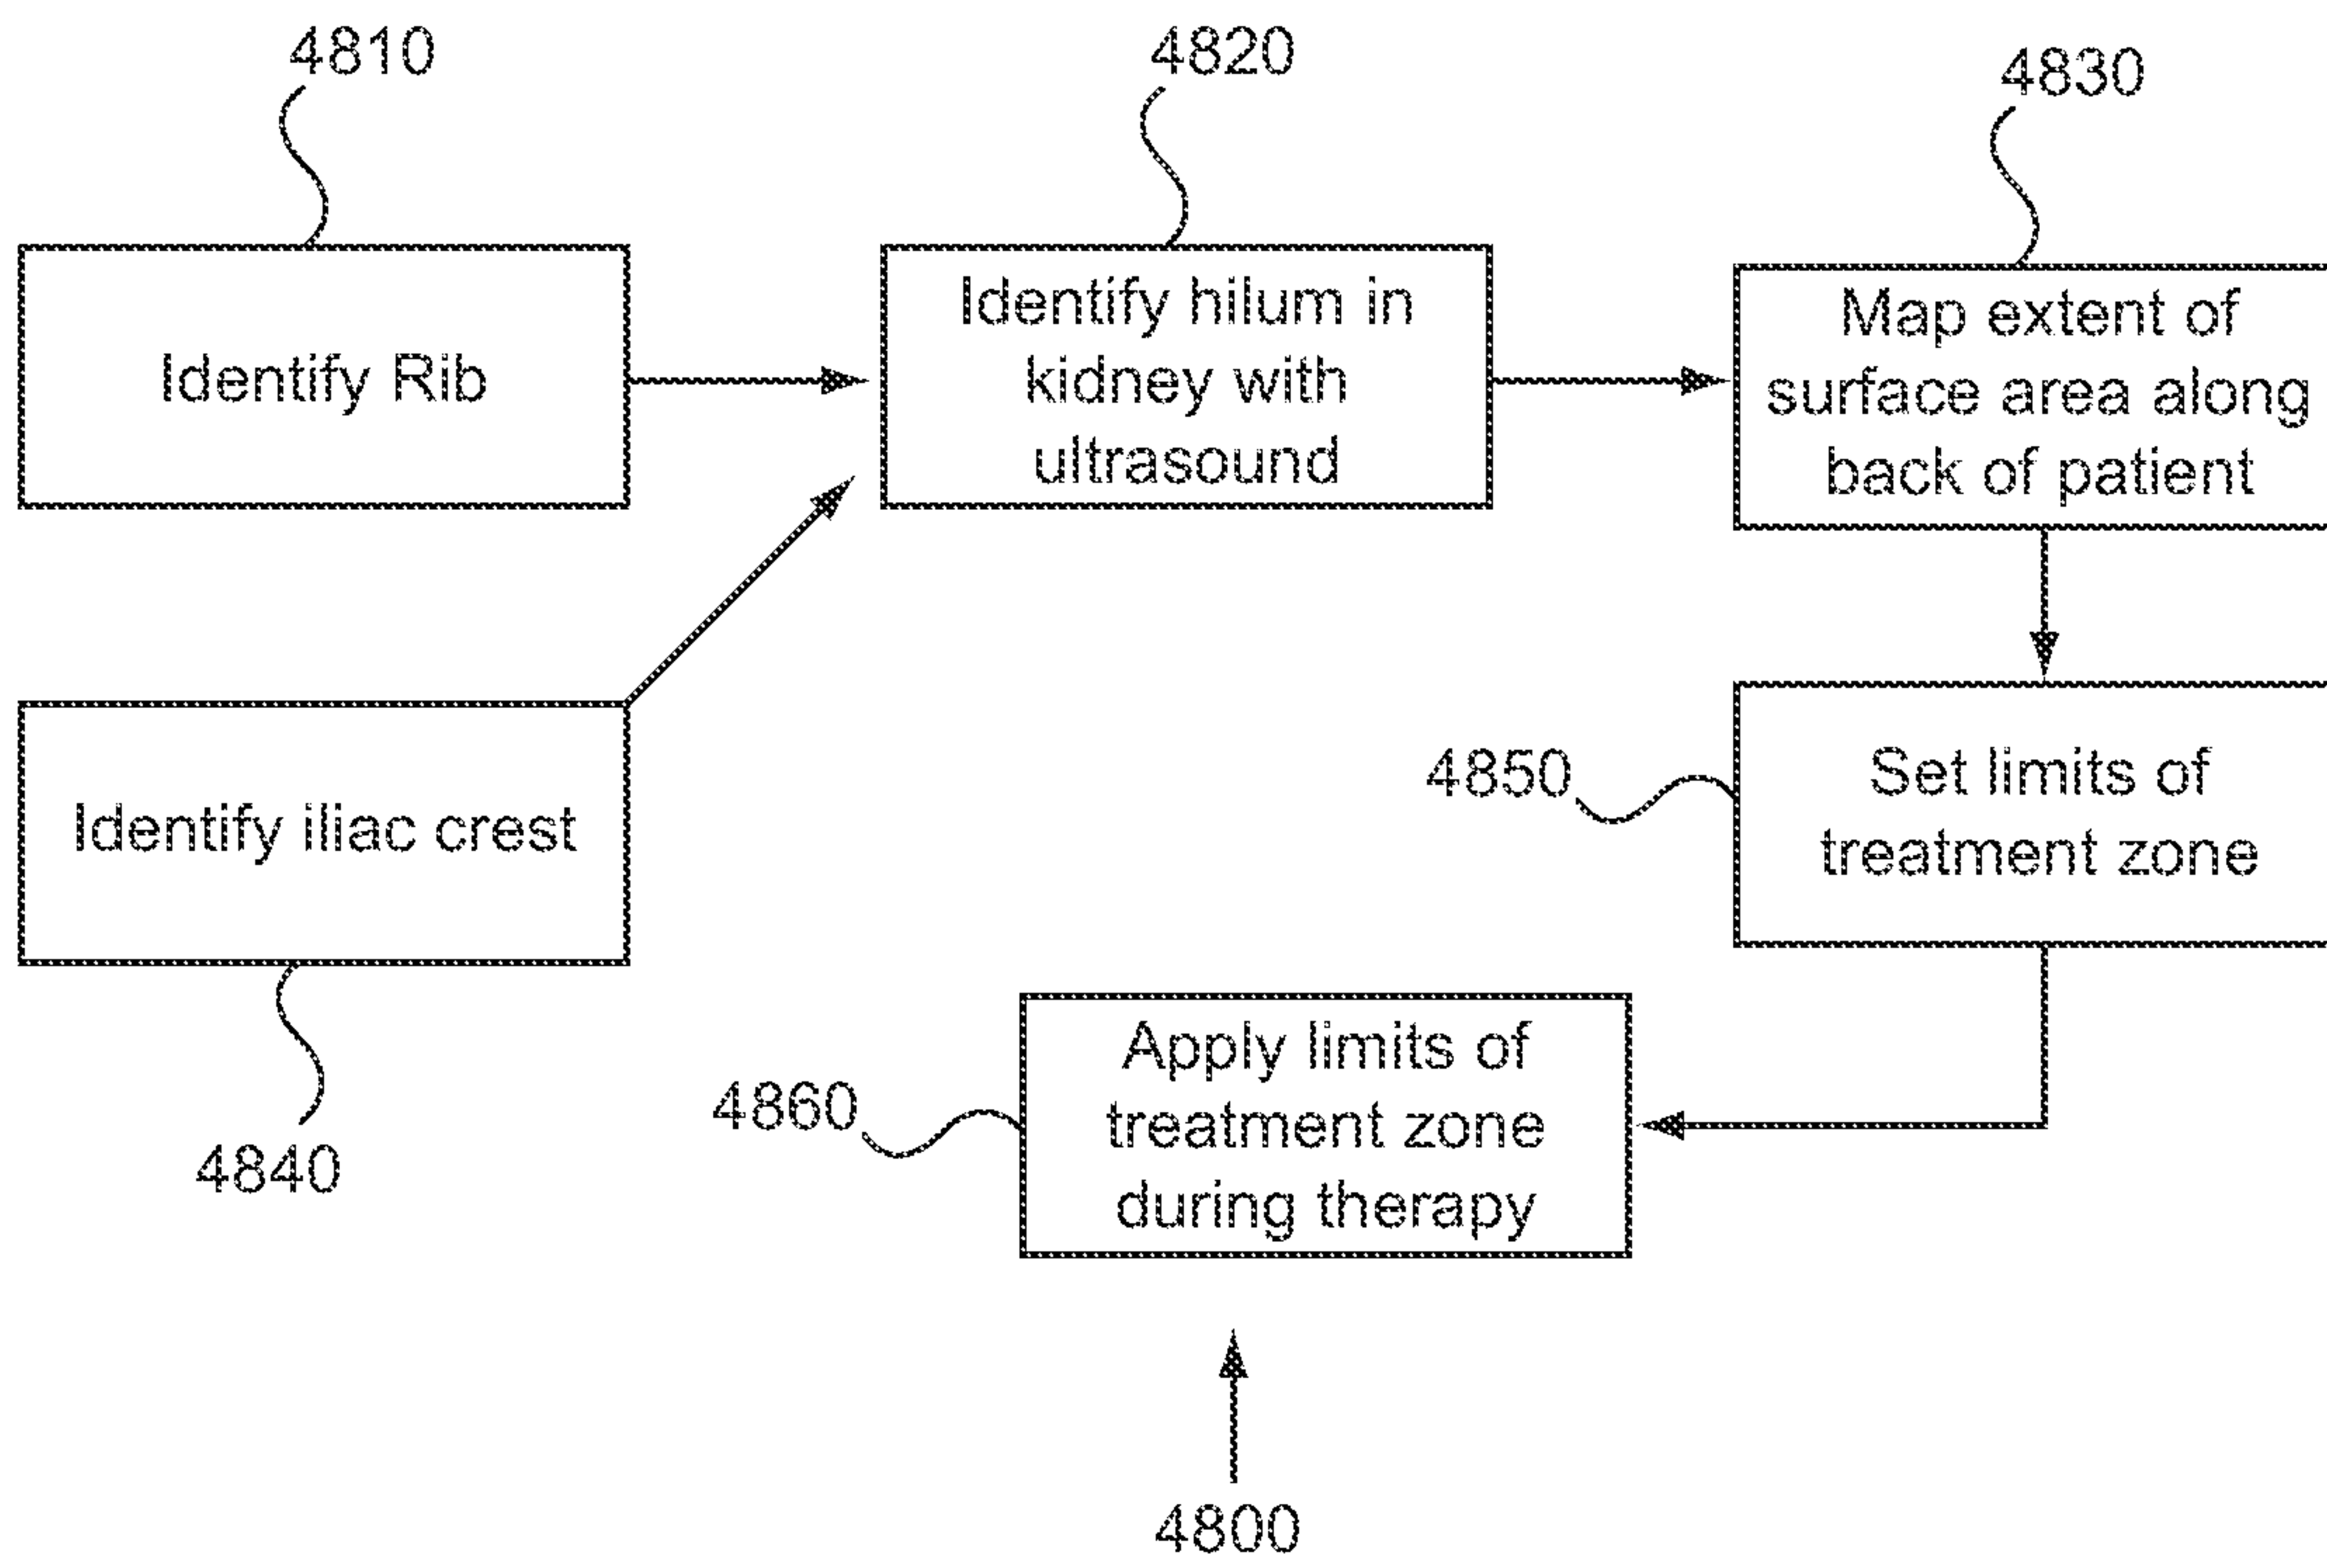 4810
4820
4830
Identify Rib
Identify hilum in
kidney with
ultrasound
Map extent of
surface area along
back of patient
Identify iliac crest
4840
4850
Set limits of
treatment zone
4860
Apply limits of
treatment zone
during therapy
4800